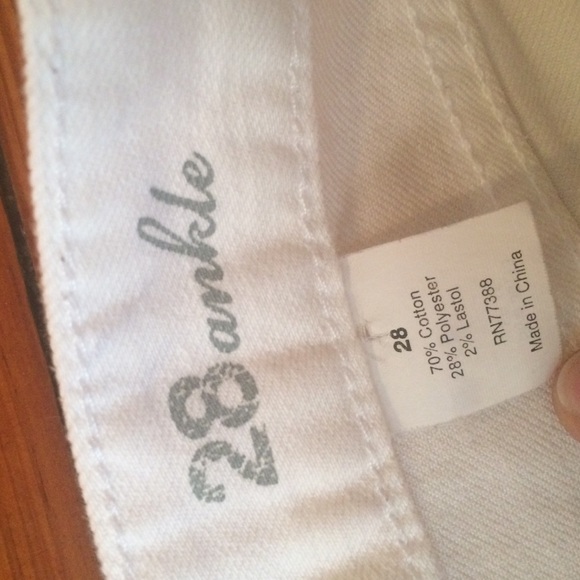 28 ankle
28
70% Cotton
28% Polyester
2% Lastol
RN77388
Made in China